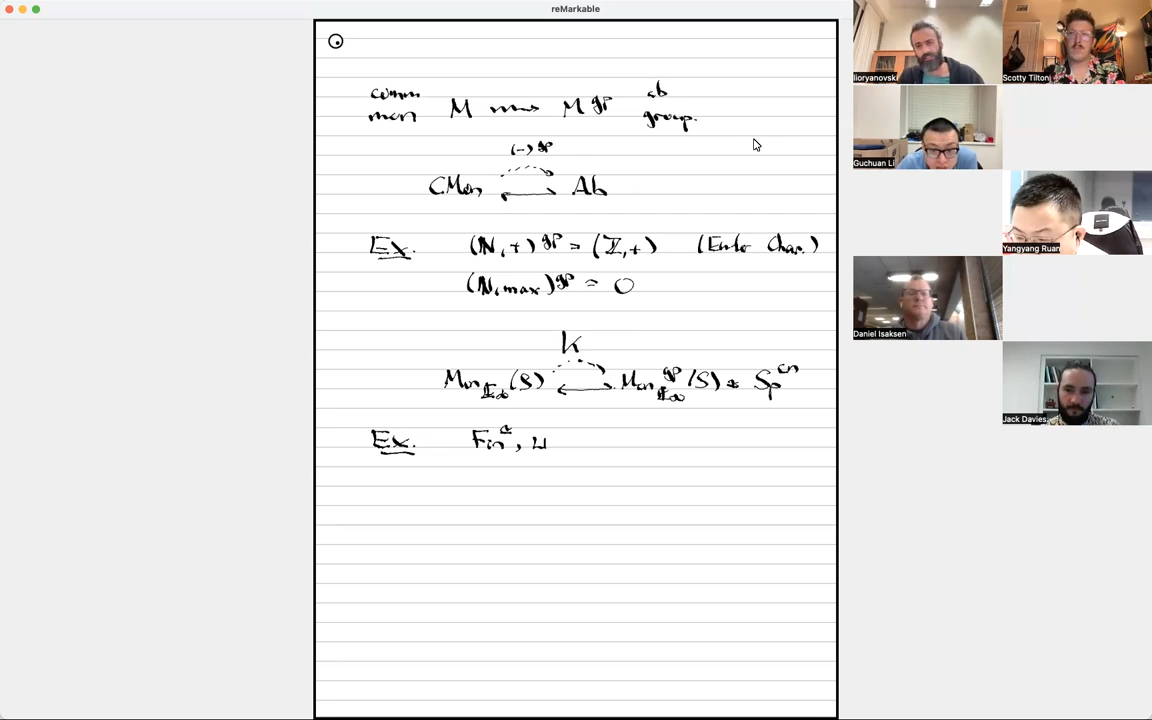 reMarkable
comm mon M ⇝ M^gp ab group.
(-)^gp
CMon ⇄ Ab
Ex. (ℕ,+)^gp = (ℤ,+) (Euler Char.)
(ℕ,max)^gp = 0
K
Mon_𝔼∞(S) ⇄ Mon^gp_𝔼∞(S) ≃ Sp^cn
Ex. Fin^≃, ⊔
lioryanovski
Scotty Tilton
Guchuan Li
Yangyang Ruan
Daniel Isaksen
Jack Davies